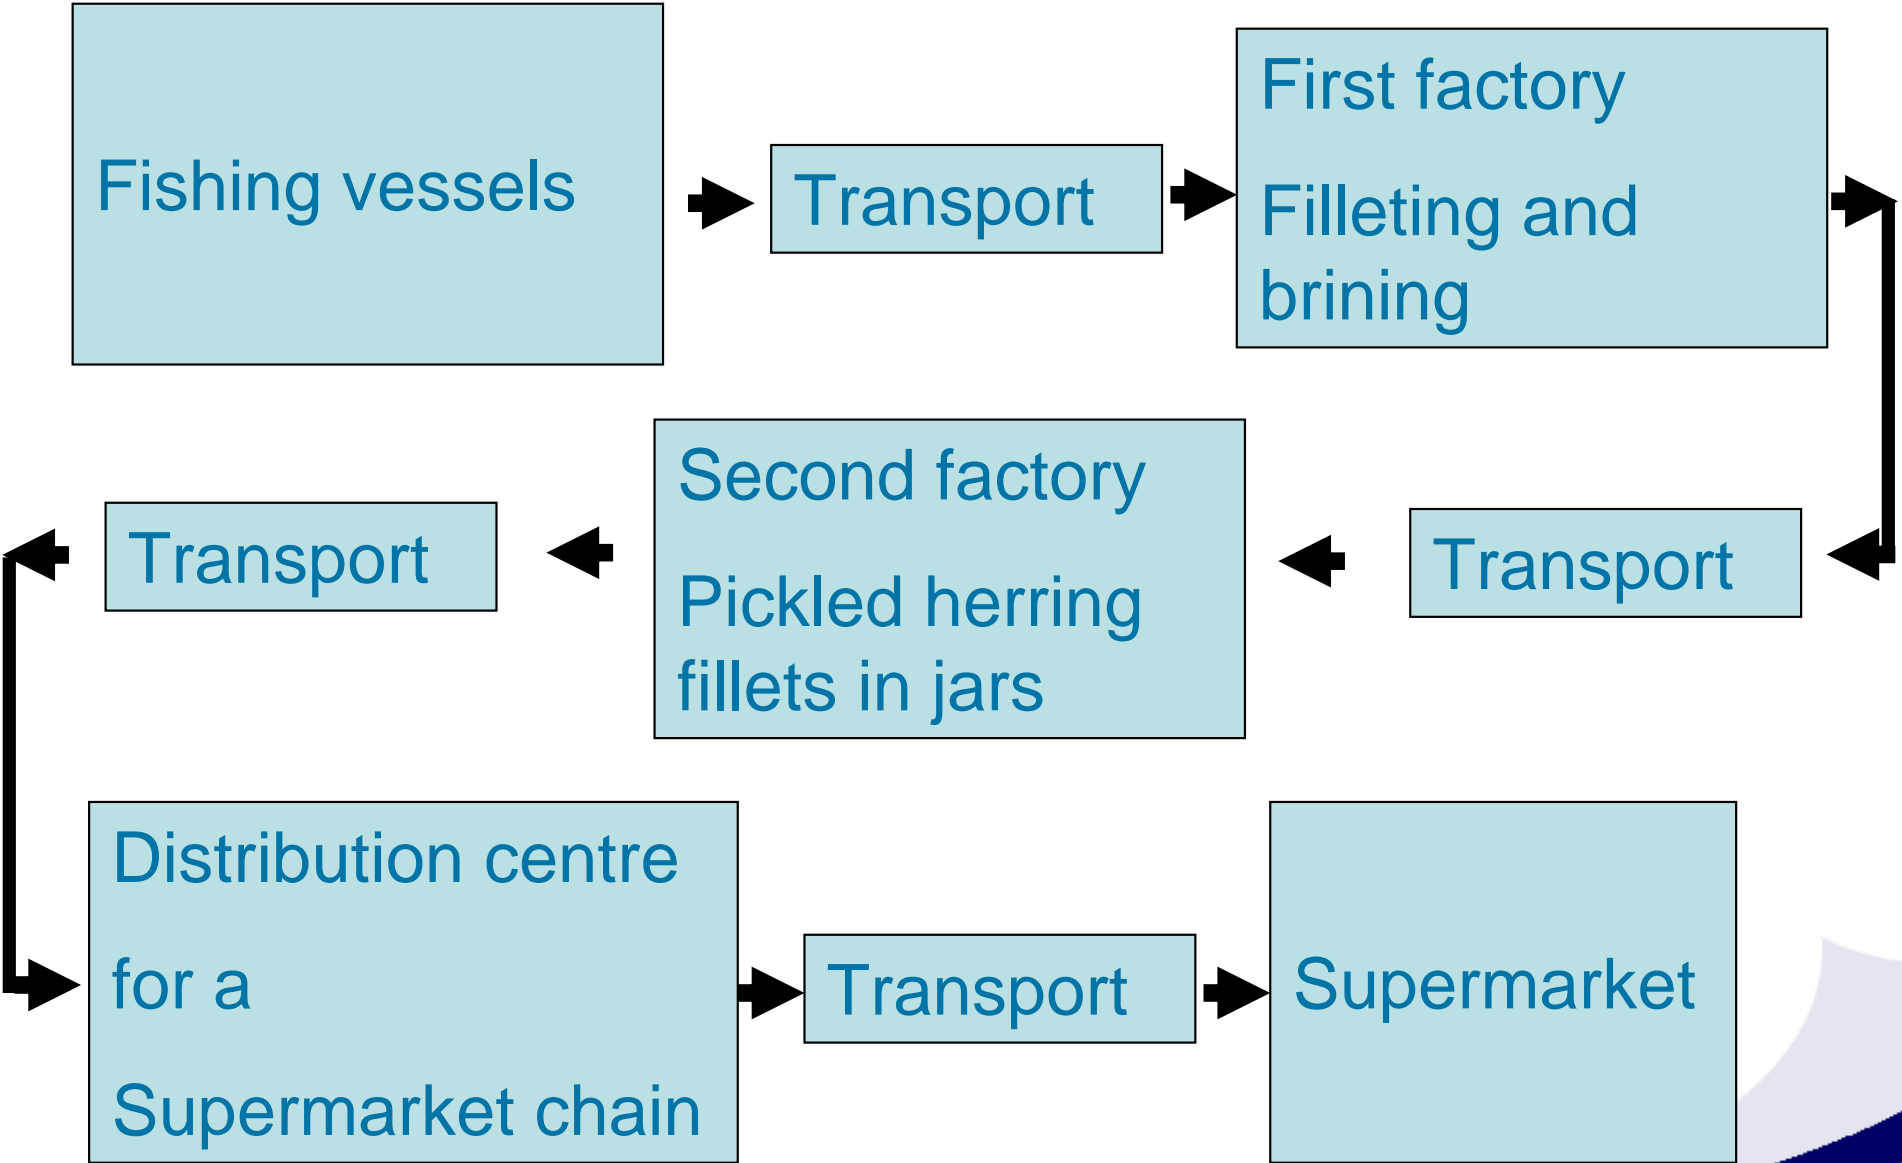 Fishing vessels
Transport
First factory
Filleting and
brining
Transport
Second factory
Pickled herring
fillets in jars
Transport
Distribution centre
for a
Supermarket chain
Transport
Supermarket